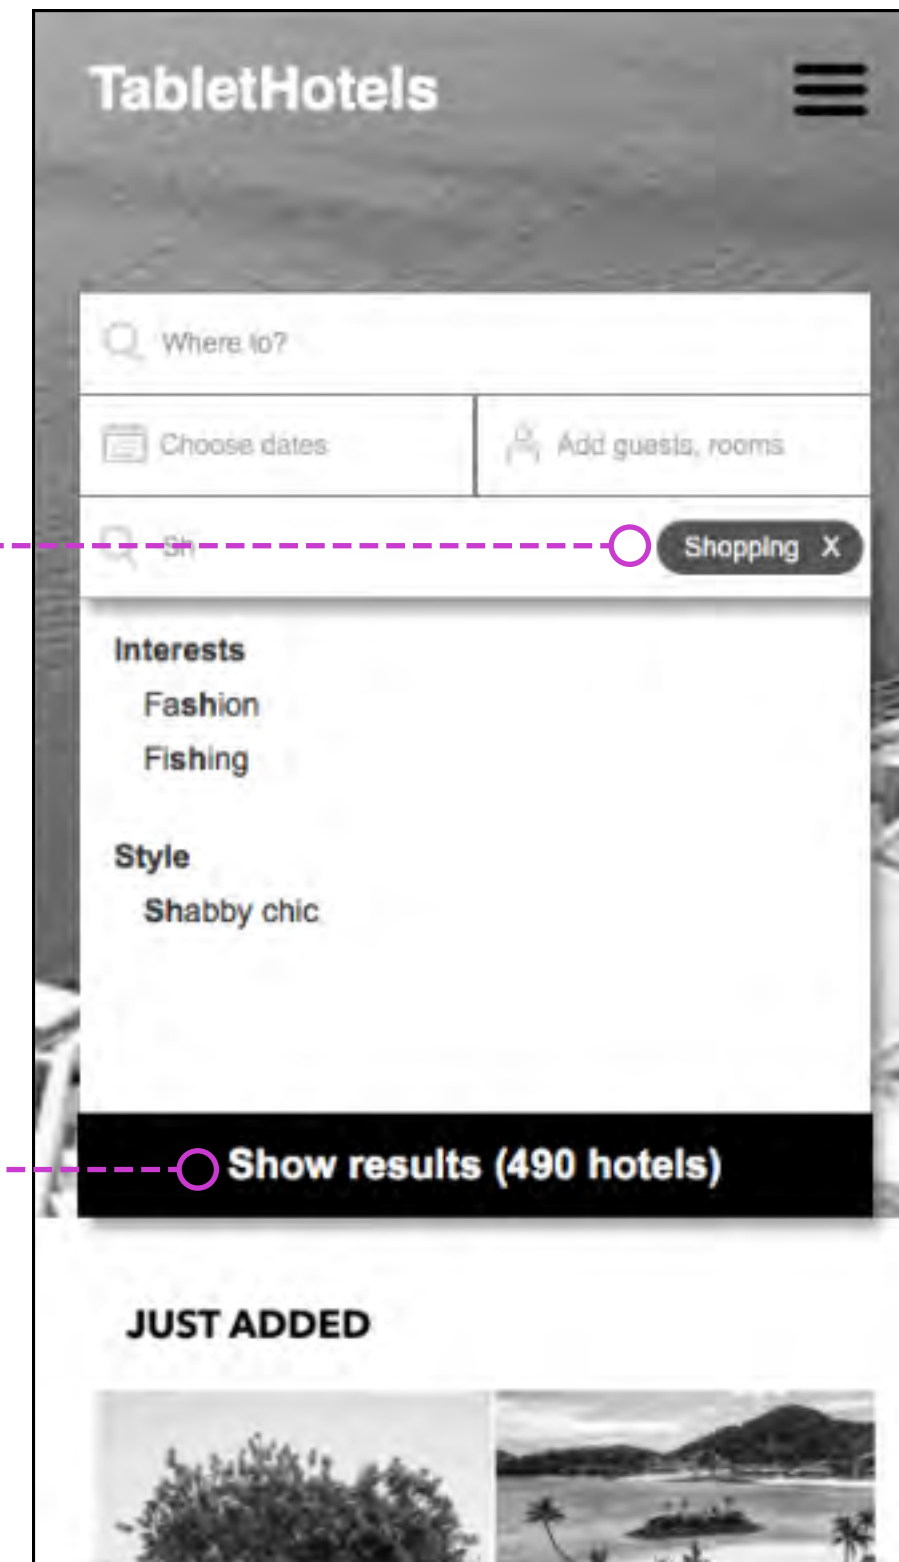 TabletHotels
Where to?
Choose dates
Add guests, rooms
Sh
Shopping X
Interests
Fashion
Fishing
Style
Shabby chic
Show results (490 hotels)
JUST ADDED